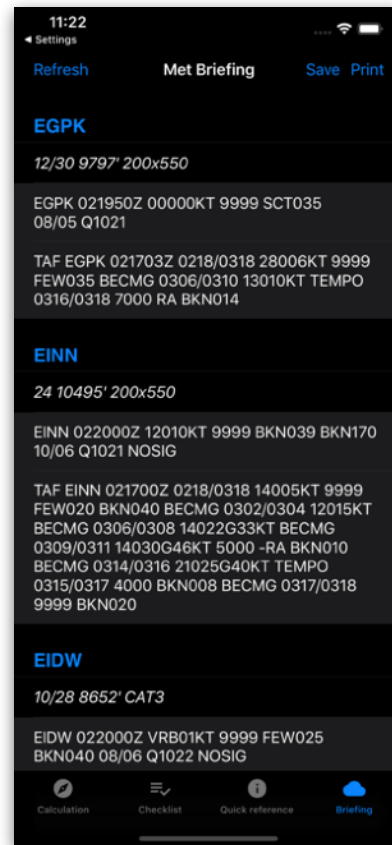 11:22
◀ Settings
Refresh Met Briefing Save Print
EGPK
12/30 9797' 200x550
EGPK 021950Z 00000KT 9999 SCT035
08/05 Q1021
TAF EGPK 021703Z 0218/0318 28006KT 9999
FEW035 BECMG 0306/0310 13010KT TEMPO
0316/0318 7000 RA BKN014
EINN
24 10495' 200x550
EINN 022000Z 12010KT 9999 BKN039 BKN170
10/06 Q1021 NOSIG
TAF EINN 021700Z 0218/0318 14005KT 9999
FEW020 BKN040 BECMG 0302/0304 12015KT
BECMG 0306/0308 14022G33KT BECMG
0309/0311 14030G46KT 5000 -RA BKN010
BECMG 0314/0316 21025G40KT TEMPO
0315/0317 4000 BKN008 BECMG 0317/0318
9999 BKN020
EIDW
10/28 8652' CAT3
EIDW 022000Z VRB01KT 9999 FEW025
BKN040 08/06 Q1022 NOSIG
Calculation Checklist Quick reference Briefing